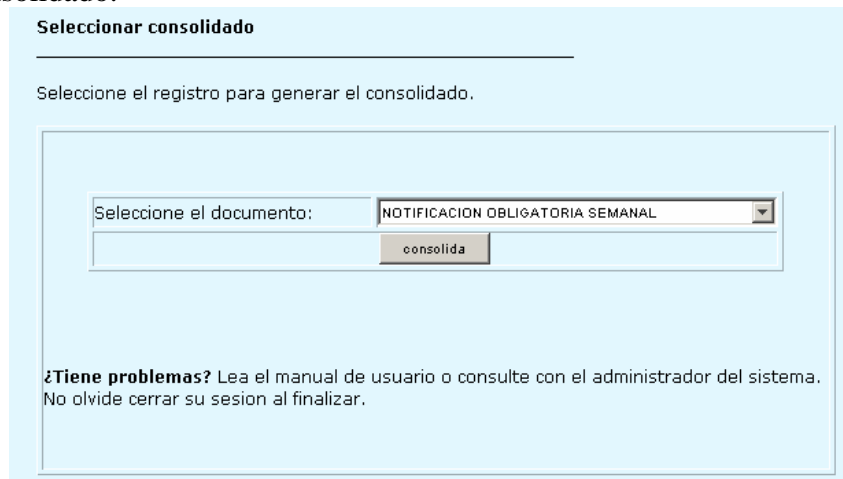 Seleccionar consolidado
Seleccione el registro para generar el consolidado.
Seleccione el documento: NOTIFICACION OBLIGATORIA SEMANAL
consolida
¿Tiene problemas? Lea el manual de usuario o consulte con el administrador del sistema.
No olvide cerrar su sesion al finalizar.